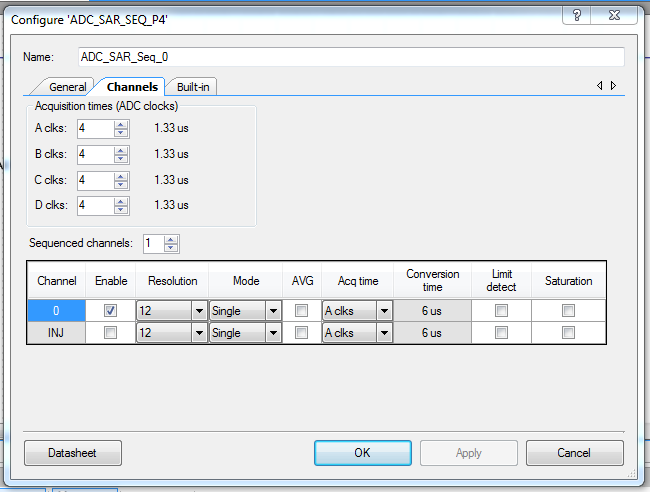 Configure 'ADC_SAR_SEQ_P4'
Name: ADC_SAR_Seq_0
General Channels Built-in
Acquisition times (ADC clocks)
A clks: 4 1.33 us
B clks: 4 1.33 us
C clks: 4 1.33 us
D clks: 4 1.33 us
Sequenced channels: 1
Channel Enable Resolution Mode AVG Acq time Conversion time Limit detect Saturation
0 12 Single A clks 6 us
INJ 12 Single A clks 6 us
Datasheet OK Apply Cancel